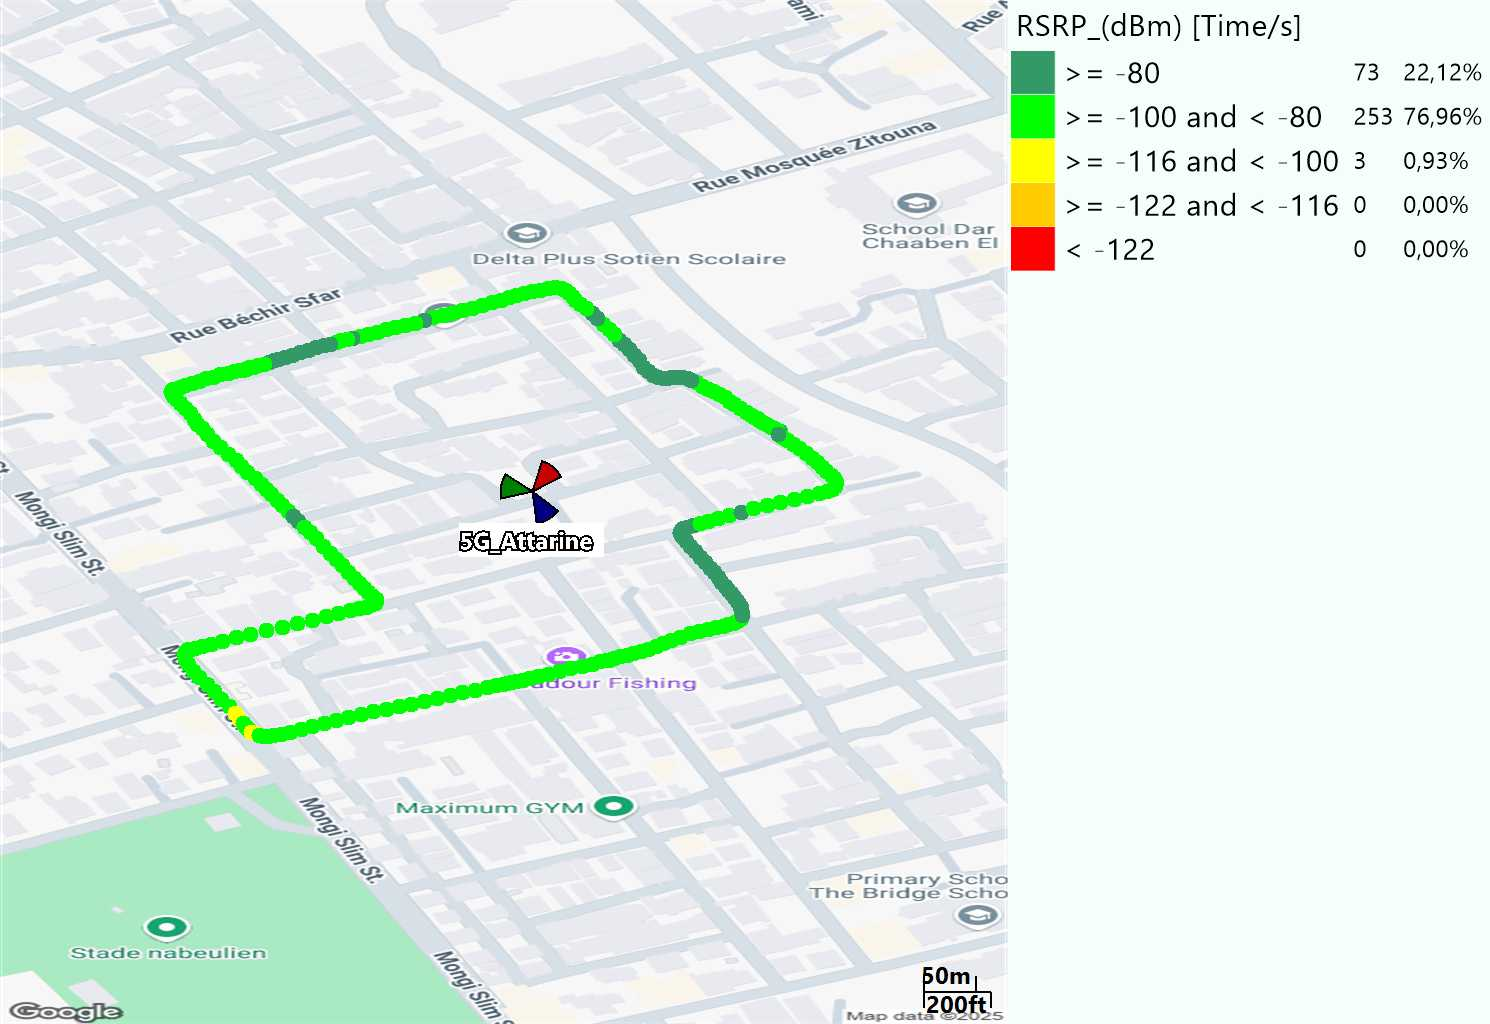 RSRP_(dBm) [Time/s]
>= -80 73 22,12%
>= -100 and < -80 253 76,96%
>= -116 and < -100 3 0,93%
>= -122 and < -116 0 0,00%
< -122 0 0,00%
Rue Mosquée Zitouna
School Dar
Chaaben El
Delta Plus Sotien Scolaire
Rue Béchir Sfar
Mongi Slim St.
5G_Attarine
Fishing
Maximum GYM
Mongi Slim St.
Primary Scho
The Bridge Scho
Stade nabeulien
Mongi Slim S
50m
200ft
Google
Map data ©2025